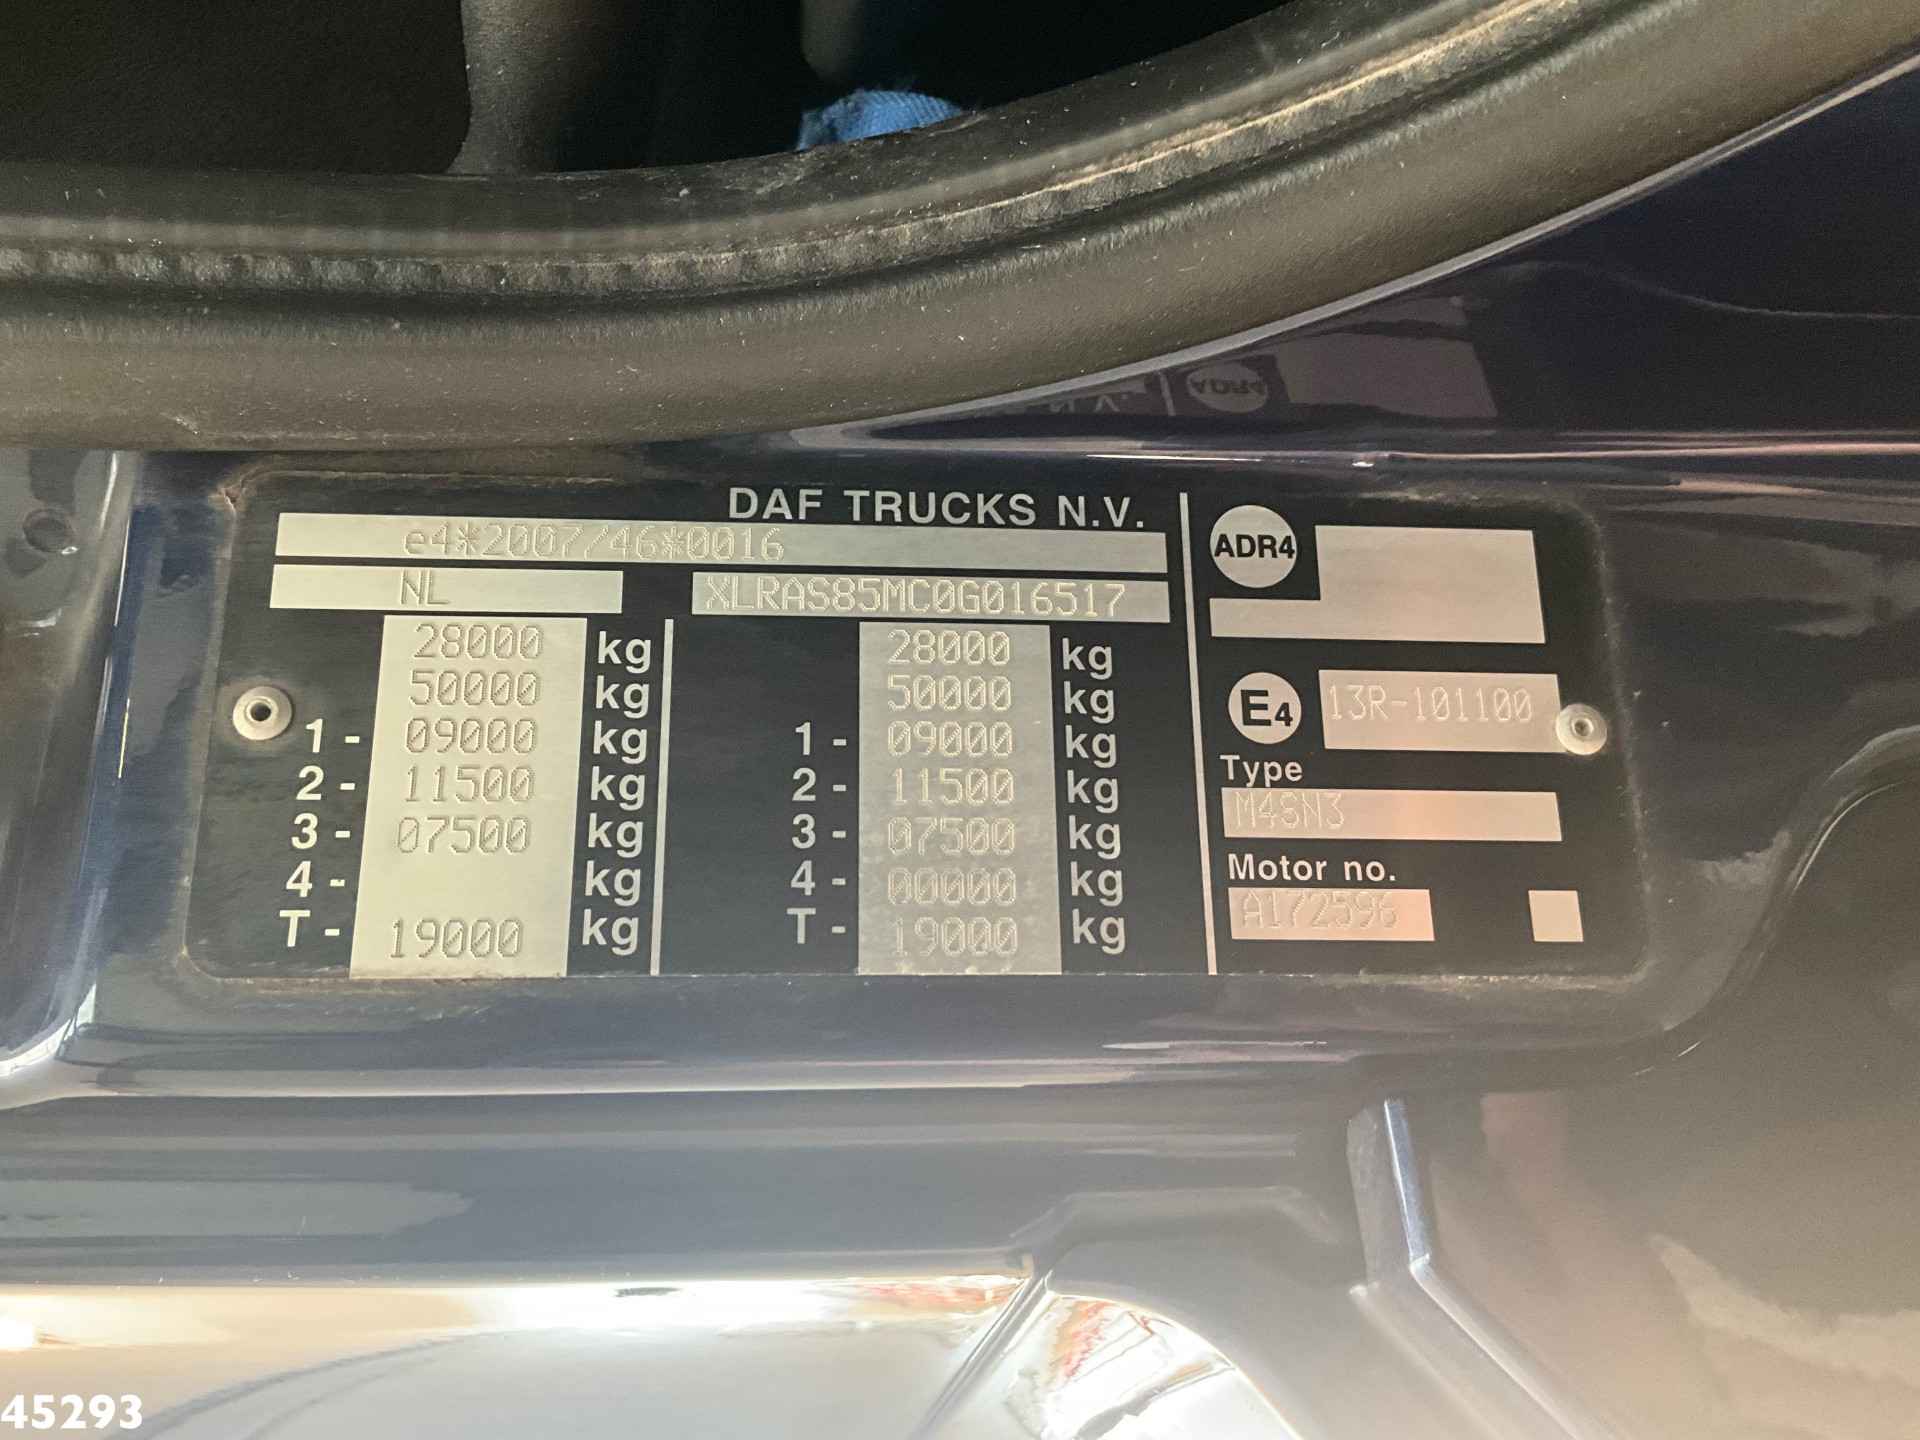 DAF TRUCKS N.V.
e4*2007/46*0016
NL XLRAS85MC0G016517
28000 kg 28000 kg
50000 kg 50000 kg
1 - 09000 kg 1 - 09000 kg
2 - 11500 kg 2 - 11500 kg
3 - 07500 kg 3 - 07500 kg
4 - kg 4 - 00000 kg
T - 19000 kg T - 19000 kg
ADR4
E4 13R-101100
Type
M4SN3
Motor no.
A172596
45293